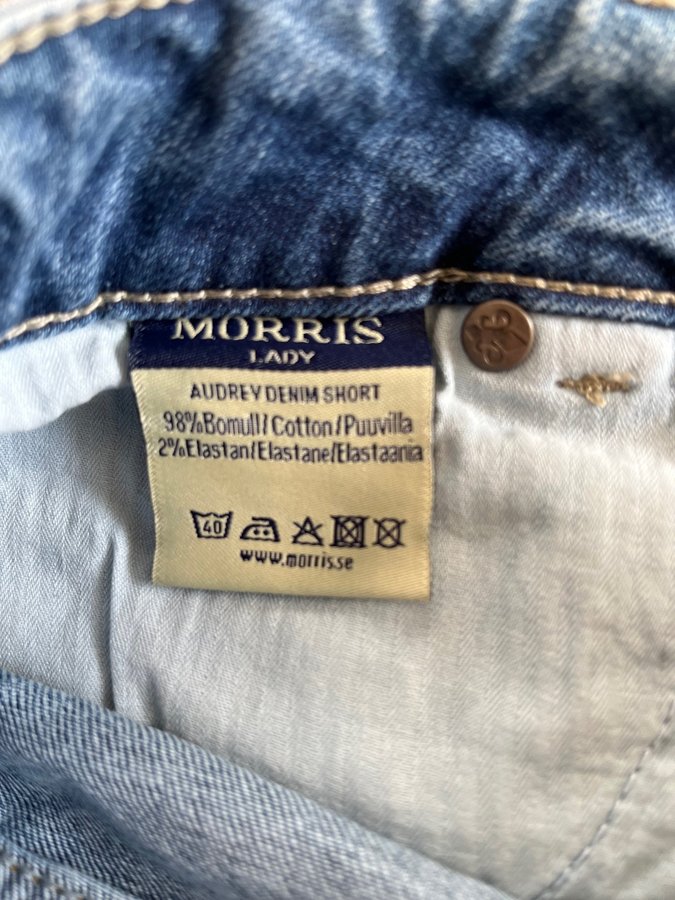 MORRIS
LADY
AUDREY DENIM SHORT
98%Bomull/Cotton/Puuvilla
2%Elastan/Elastane/Elastaania
40
www.morris.se